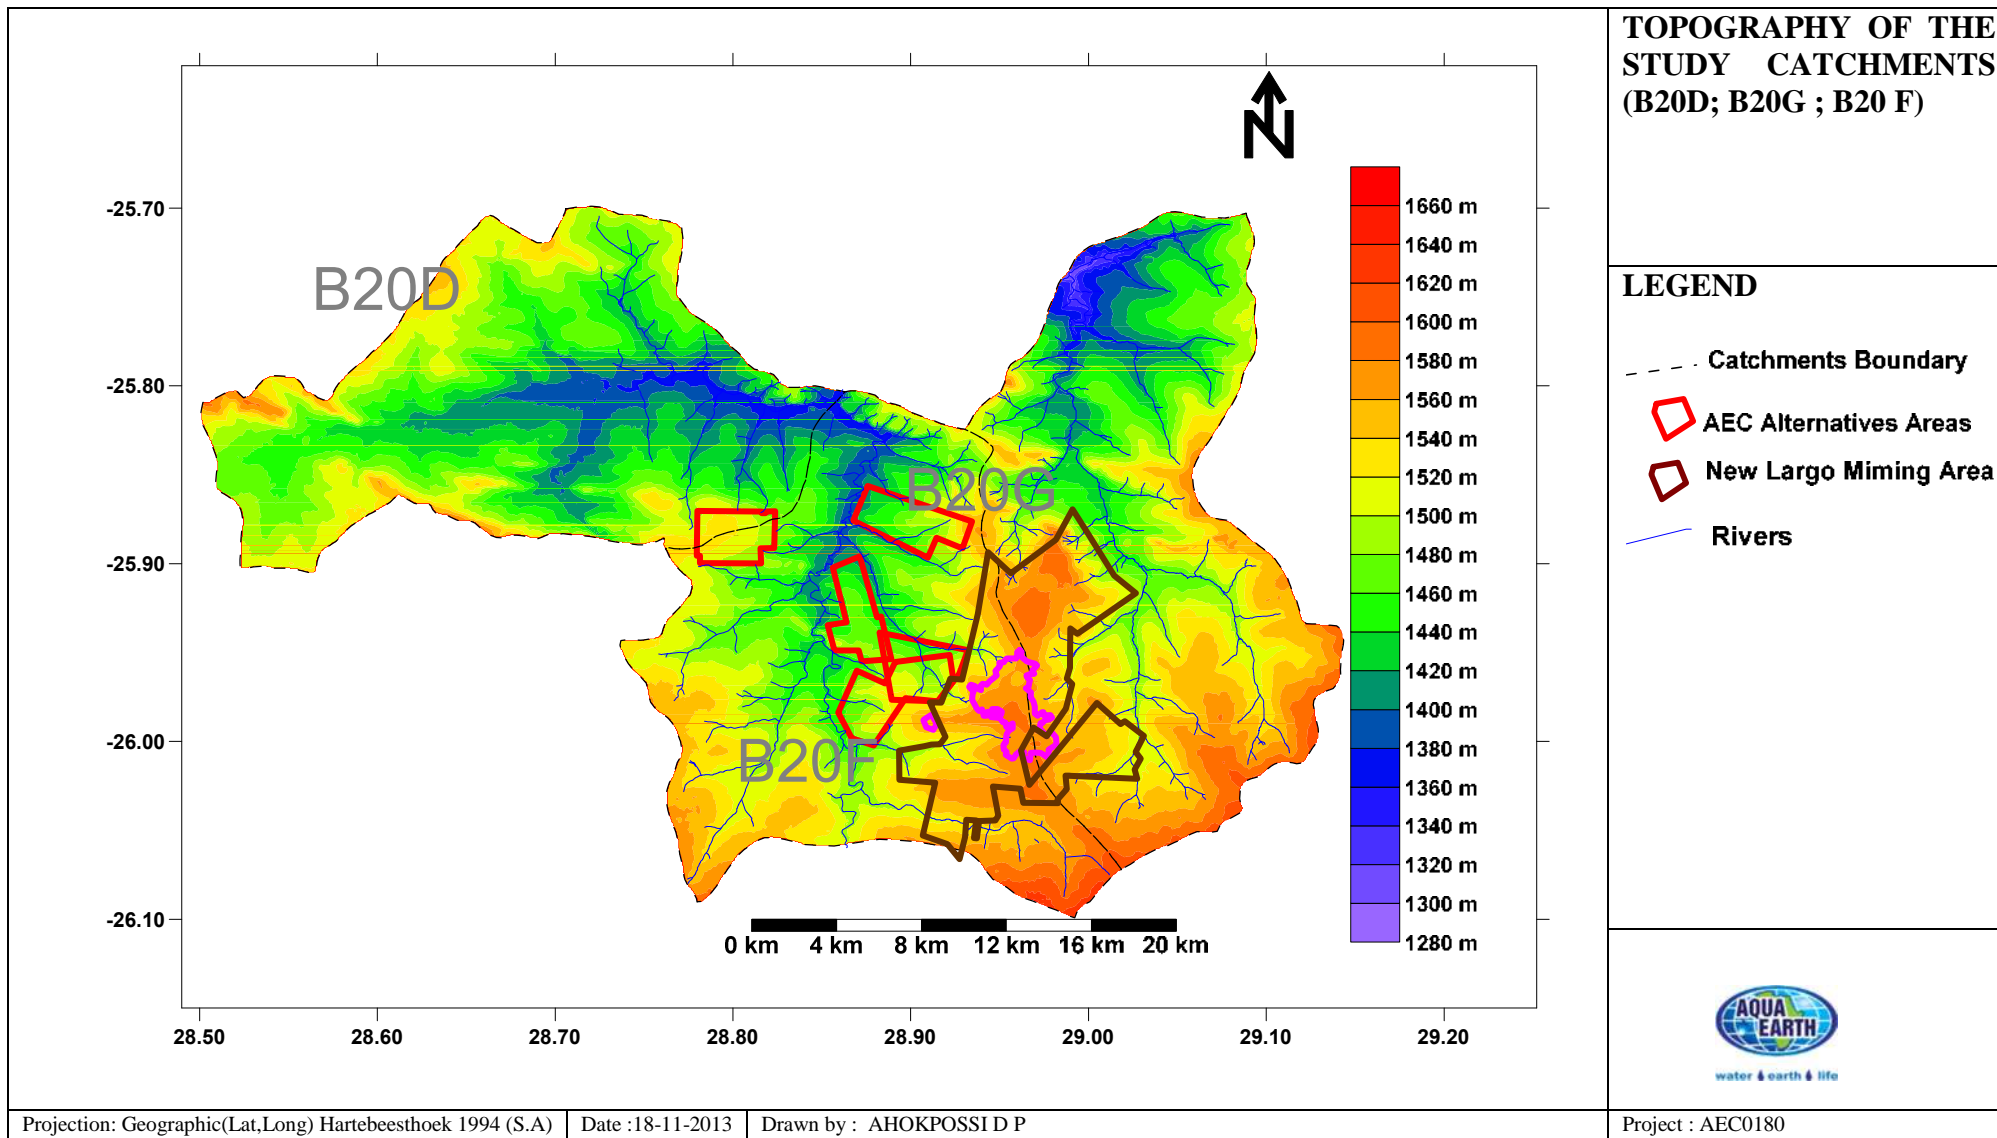 TOPOGRAPHY OF THE
STUDY CATCHMENTS
(B20D; B20G ; B20 F)
N
B20D
B20G
B20F
-25.70
-25.80
-25.90
-26.00
-26.10
28.50
28.60
28.70
28.80
28.90
29.00
29.10
29.20
1660 m
1640 m
1620 m
1600 m
1580 m
1560 m
1540 m
1520 m
1500 m
1480 m
1460 m
1440 m
1420 m
1400 m
1380 m
1360 m
1340 m
1320 m
1300 m
1280 m
0 km 4 km 8 km 12 km 16 km 20 km
LEGEND
Catchments Boundary
AEC Alternatives Areas
New Largo Miming Area
Rivers
AQUA
EARTH
water earth life
Projection: Geographic(Lat,Long) Hartebeesthoek 1994 (S.A)
Date :18-11-2013
Drawn by : AHOKPOSSI D P
Project : AEC0180